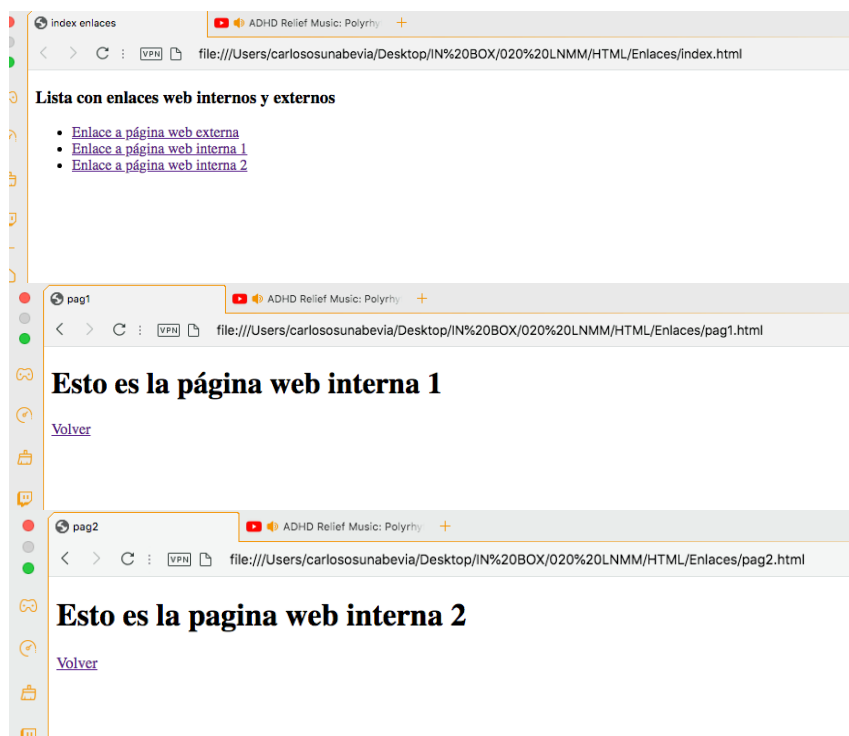 index enlaces
ADHD Relief Music: Polyrhy
VPN
file:///Users/carlososunabevia/Desktop/IN%20BOX/020%20LNMM/HTML/Enlaces/index.html
Lista con enlaces web internos y externos
Enlace a página web externa
Enlace a página web interna 1
Enlace a página web interna 2
pag1
ADHD Relief Music: Polyrhy
VPN
file:///Users/carlososunabevia/Desktop/IN%20BOX/020%20LNMM/HTML/Enlaces/pag1.html
Esto es la página web interna 1
Volver
pag2
ADHD Relief Music: Polyrhy
VPN
file:///Users/carlososunabevia/Desktop/IN%20BOX/020%20LNMM/HTML/Enlaces/pag2.html
Esto es la pagina web interna 2
Volver